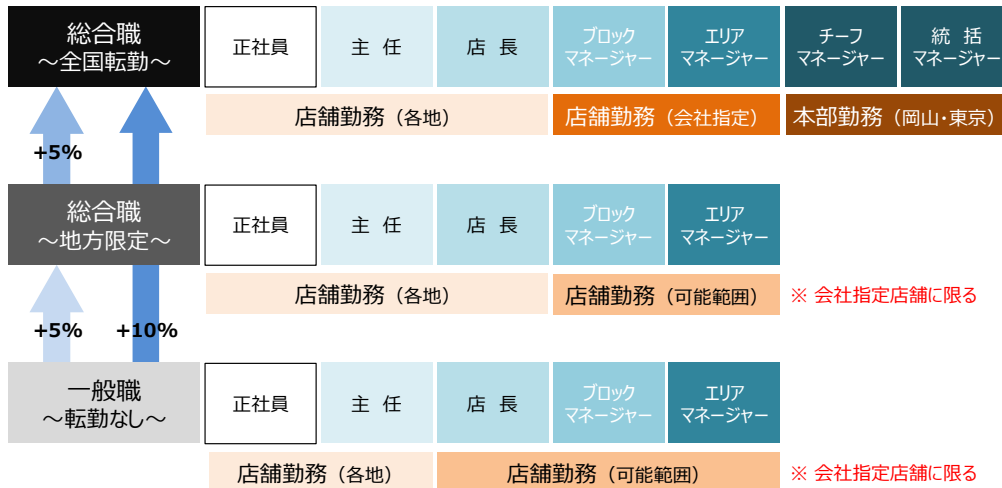 総合職
～全国転勤～
正社員
主 任
店 長
ブロック
マネージャー
エリア
マネージャー
チーフ
マネージャー
統 括
マネージャー
店舗勤務（各地）
店舗勤務（会社指定）
本部勤務（岡山・東京）
+5%
総合職
～地方限定～
正社員
主 任
店 長
ブロック
マネージャー
エリア
マネージャー
店舗勤務（各地）
店舗勤務（可能範囲）
※ 会社指定店舗に限る
+5%
+10%
一般職
～転勤なし～
正社員
主 任
店 長
ブロック
マネージャー
エリア
マネージャー
店舗勤務（各地）
店舗勤務（可能範囲）
※ 会社指定店舗に限る